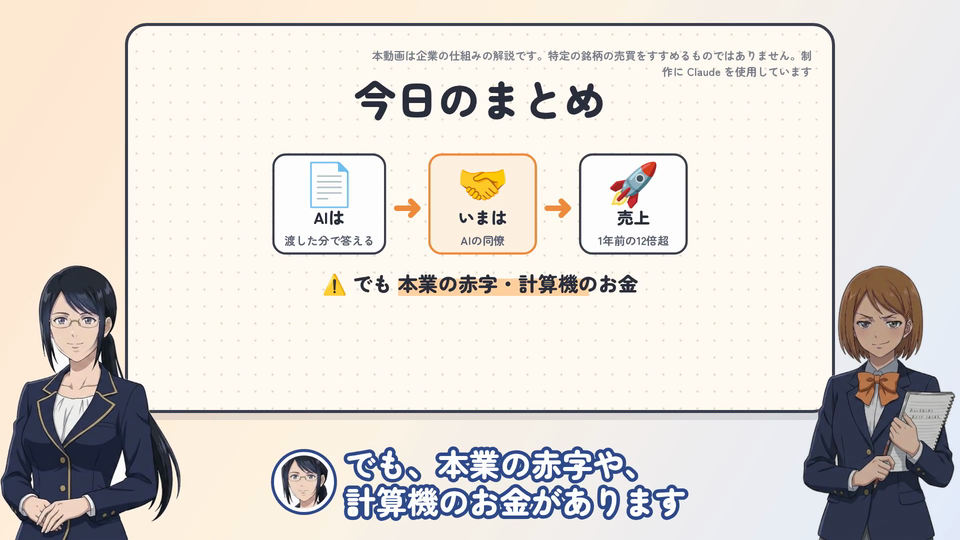 本動画は企業の仕組みの解説です。特定の銘柄の売買をすすめるものではありません。制
作に Claude を使用しています
今日のまとめ
AIは
渡した分で答える
いまは
AIの同僚
売上
1年前の12倍超
でも 本業の赤字・計算機のお金
でも、本業の赤字や、
計算機のお金があります